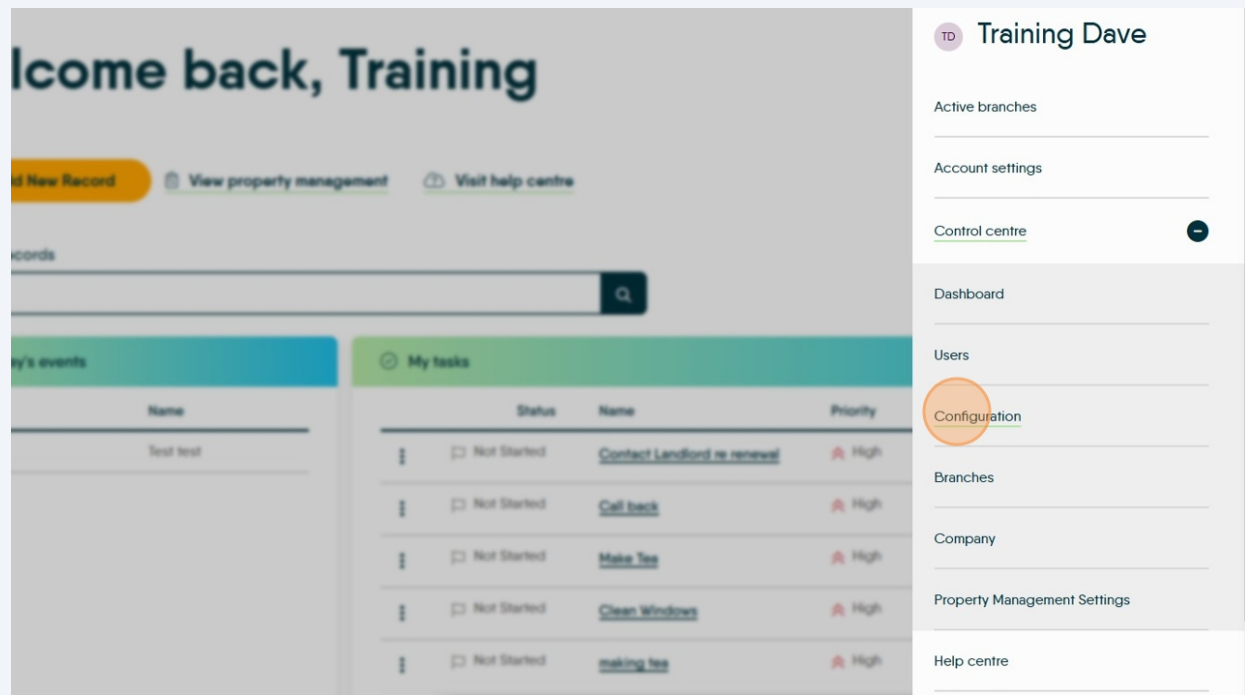 lcome back, Training
d New Record
View property management
Visit help centre
cords
y's events
My tasks
Name
Status
Name
Priority
Test test
Not Started
Contact Landlord re renewal
High
Not Started
Call back
High
Not Started
Make Tea
High
Not Started
Clean Windows
High
Not Started
making tea
High
TD
Training Dave
Active branches
Account settings
Control centre
Dashboard
Users
Configuration
Branches
Company
Property Management Settings
Help centre